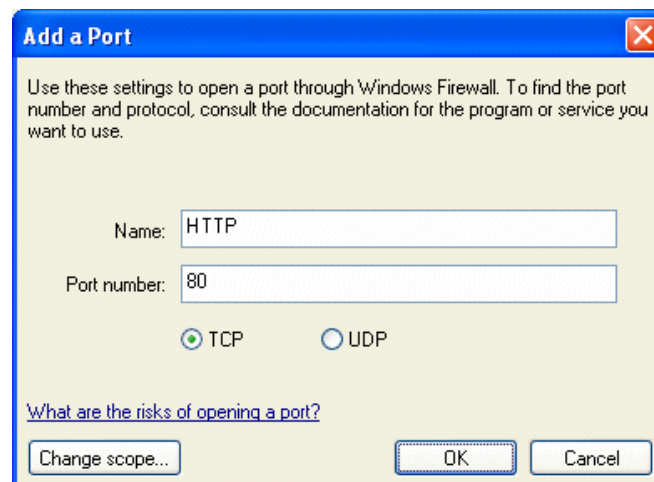 Add a Port
Use these settings to open a port through Windows Firewall. To find the port
number and protocol, consult the documentation for the program or service you
want to use.
Name: HTTP
Port number: 80
TCP UDP
What are the risks of opening a port?
Change scope... OK Cancel